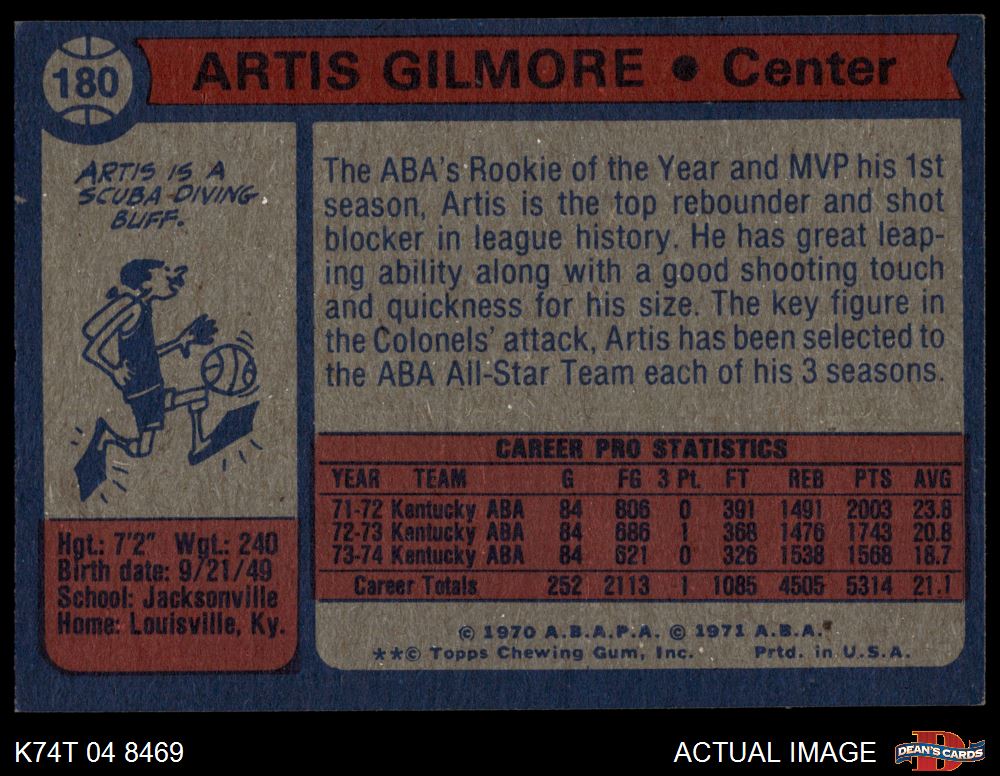 180
ARTIS GILMORE ● Center
ARTIS IS A
SCUBA-DIVING
BUFF.
The ABA's Rookie of the Year and MVP his 1st
season, Artis is the top rebounder and shot
blocker in league history. He has great leap-
ing ability along with a good shooting touch
and quickness for his size. The key figure in
the Colonels' attack, Artis has been selected to
the ABA All-Star Team each of his 3 seasons.
CAREER PRO STATISTICS
YEAR TEAM G FG 3 Pt. FT REB PTS AVG
71-72 Kentucky ABA 84 806 0 391 1491 2003 23.8
72-73 Kentucky ABA 84 686 1 368 1476 1743 20.8
73-74 Kentucky ABA 84 621 0 326 1538 1568 18.7
Career Totals 252 2113 1 1085 4505 5314 21.1
Hgt.: 7'2" Wgt.: 240
Birth date: 9/21/49
School: Jacksonville
Home: Louisville, Ky.
© 1970 A.B.A.P.A. © 1971 A.B.A.
**© Topps Chewing Gum, Inc. Prtd. in U.S.A.
K74T 04 8469
ACTUAL IMAGE
DEAN'S CARDS